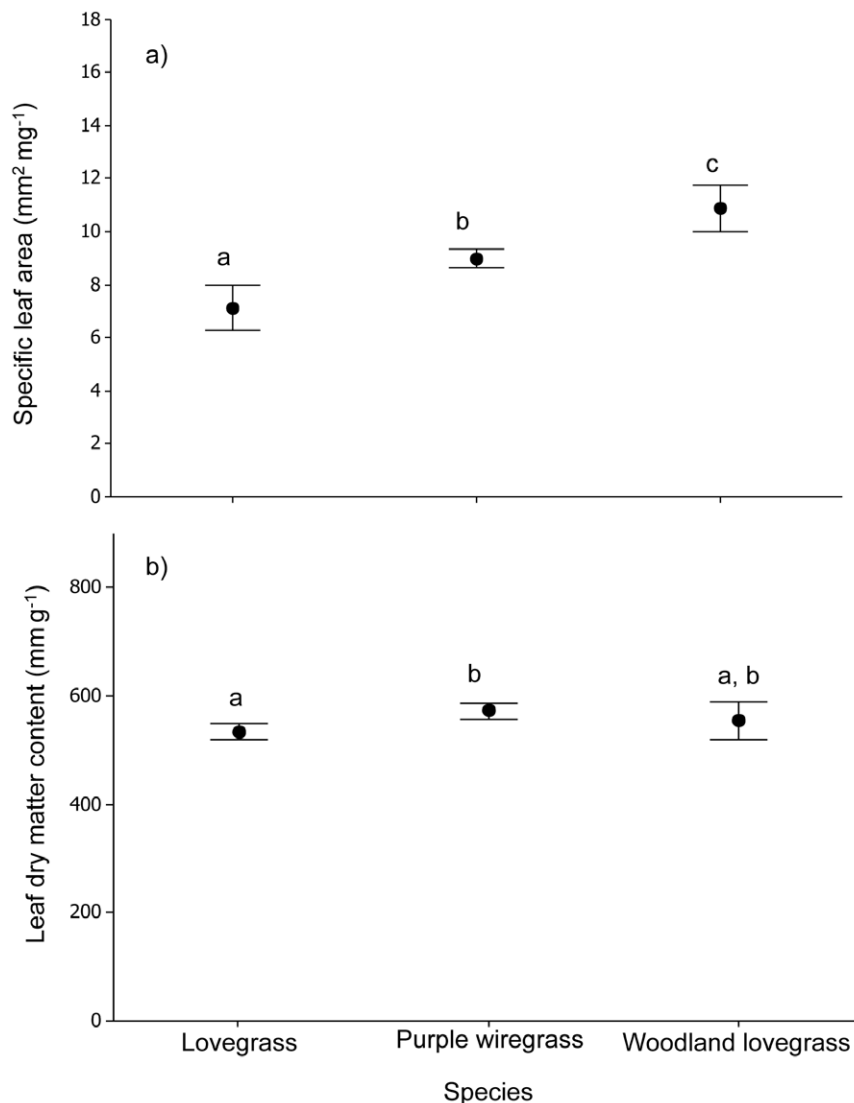 a)
Specific leaf area (mm² mg⁻¹)
18
16
14
12
10
8
6
4
2
0
a
b
c
b)
Leaf dry matter content (mm g⁻¹)
800
600
400
200
0
a
b
a, b
Lovegrass
Purple wiregrass
Woodland lovegrass
Species